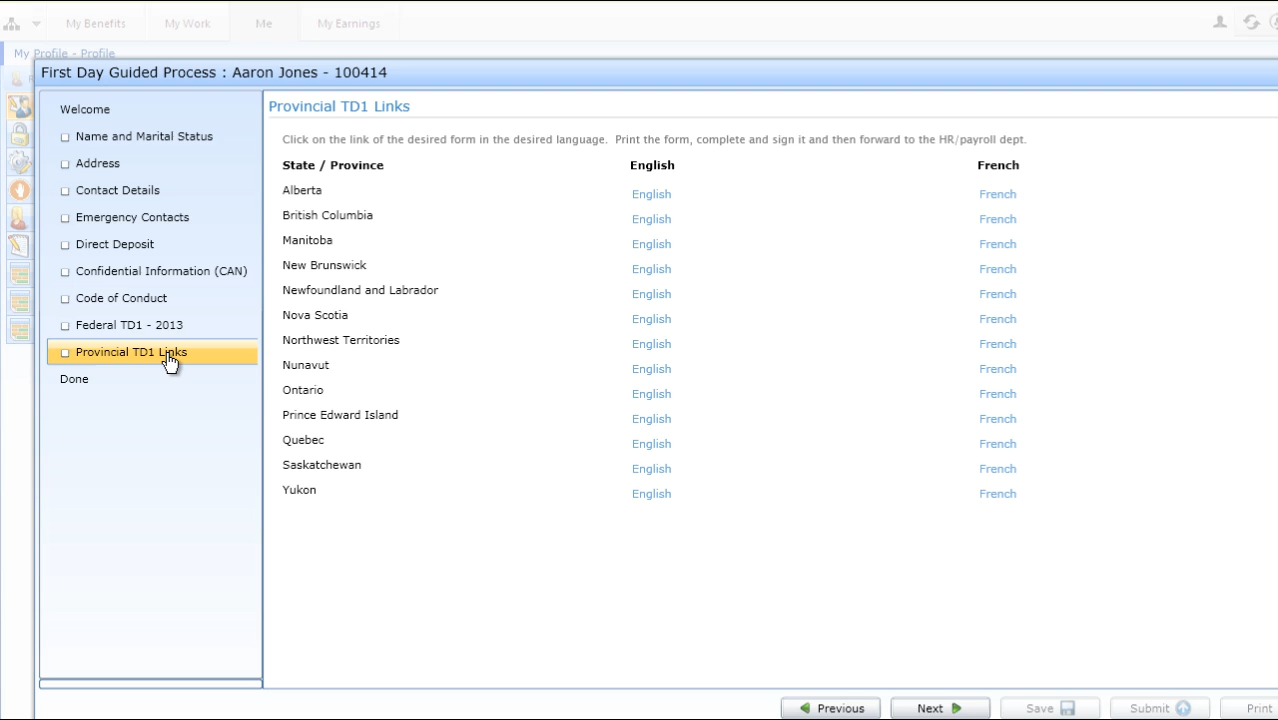 My Benefits My Work Me My Earnings
My Profile - Profile
First Day Guided Process : Aaron Jones - 100414
Welcome
Name and Marital Status
Address
Contact Details
Emergency Contacts
Direct Deposit
Confidential Information (CAN)
Code of Conduct
Federal TD1 - 2013
Provincial TD1 Links
Done
Provincial TD1 Links
Click on the link of the desired form in the desired language. Print the form, complete and sign it and then forward to the HR/payroll dept.
State / Province English French
Alberta English French
British Columbia English French
Manitoba English French
New Brunswick English French
Newfoundland and Labrador English French
Nova Scotia English French
Northwest Territories English French
Nunavut English French
Ontario English French
Prince Edward Island English French
Quebec English French
Saskatchewan English French
Yukon English French
Previous Next Save Submit Print